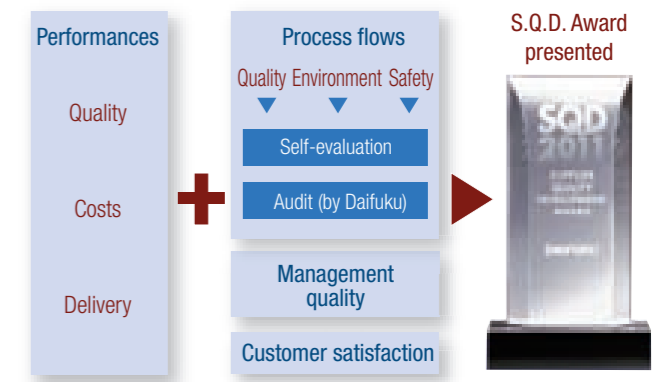 Performances
Quality
Costs
Delivery
Process flows
Quality Environment Safety
Self-evaluation
Audit (by Daifuku)
Management
quality
Customer satisfaction
S.Q.D. Award
presented
SQD
2011